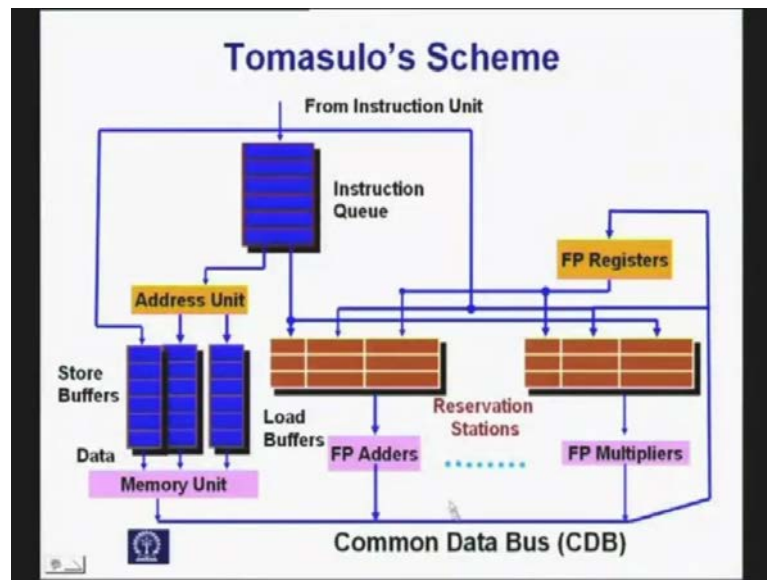 Tomasulo's Scheme
From Instruction Unit
Instruction
Queue
FP Registers
Address Unit
Store
Buffers
Load
Buffers
Reservation
Stations
Data
FP Adders
FP Multipliers
Memory Unit
Common Data Bus (CDB)